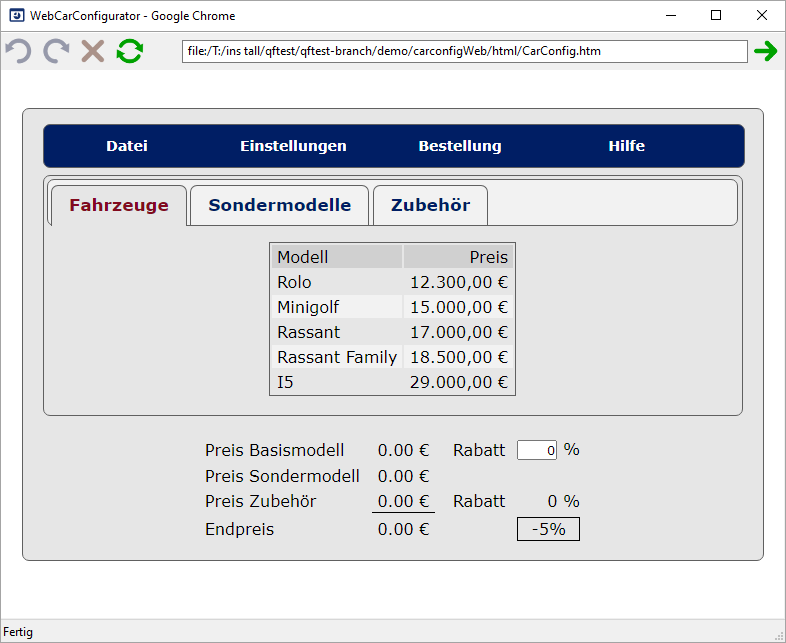 WebCarConfigurator - Google Chrome
file:/T:/ins tall/qftest/qftest-branch/demo/carconfigWeb/html/CarConfig.htm
Datei Einstellungen Bestellung Hilfe
Fahrzeuge Sondermodelle Zubehör
Modell Preis
Rolo 12.300,00 €
Minigolf 15.000,00 €
Rassant 17.000,00 €
Rassant Family 18.500,00 €
I5 29.000,00 €
Preis Basismodell 0.00 € Rabatt 0 %
Preis Sondermodell 0.00 €
Preis Zubehör 0.00 € Rabatt 0 %
Endpreis 0.00 € -5%
Fertig